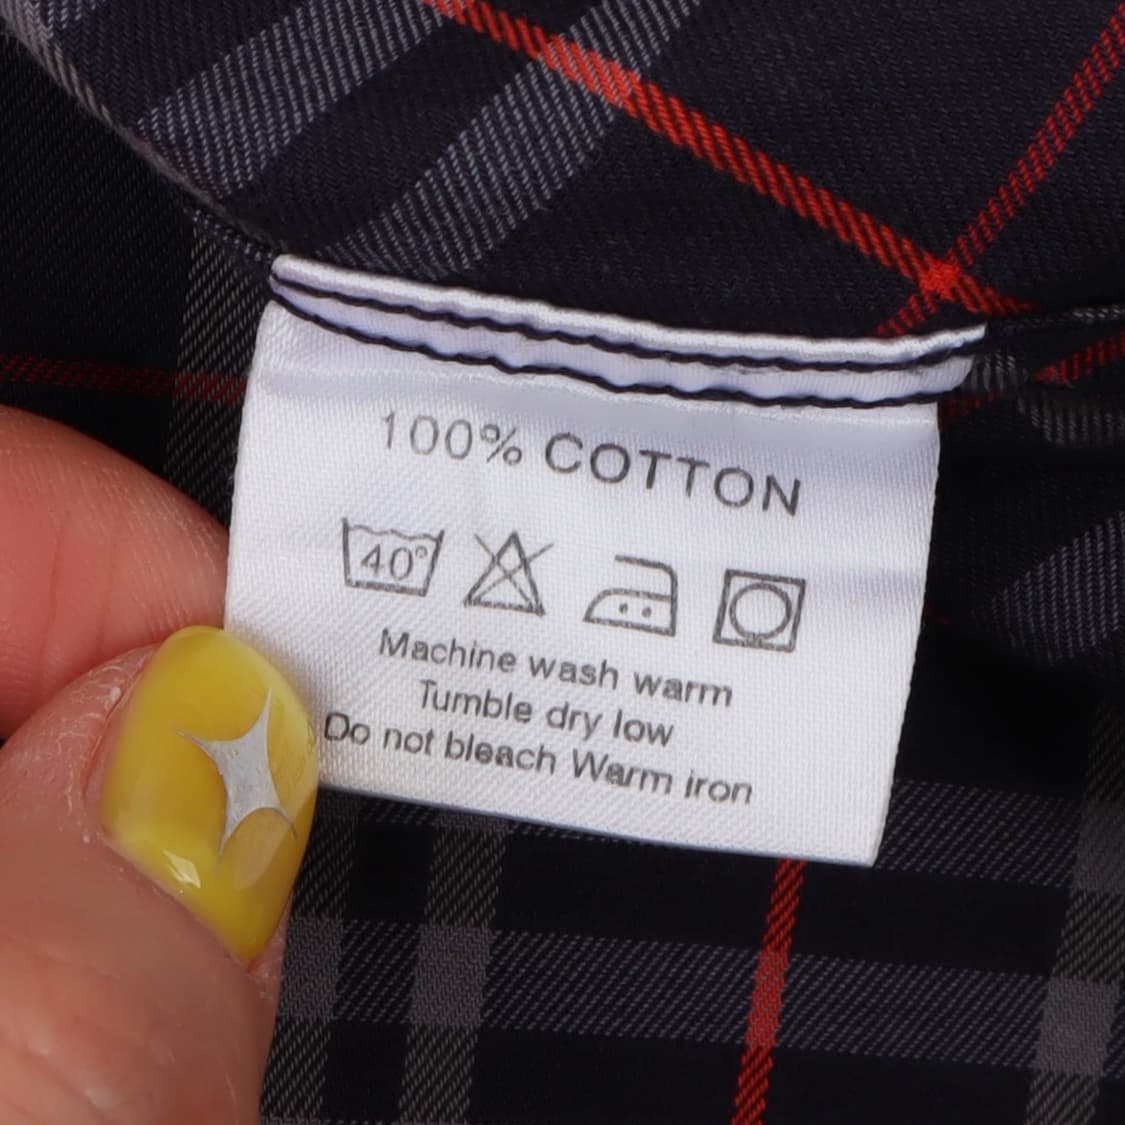 100% COTTON
40°
Machine wash warm
Tumble dry low
Do not bleach Warm iron